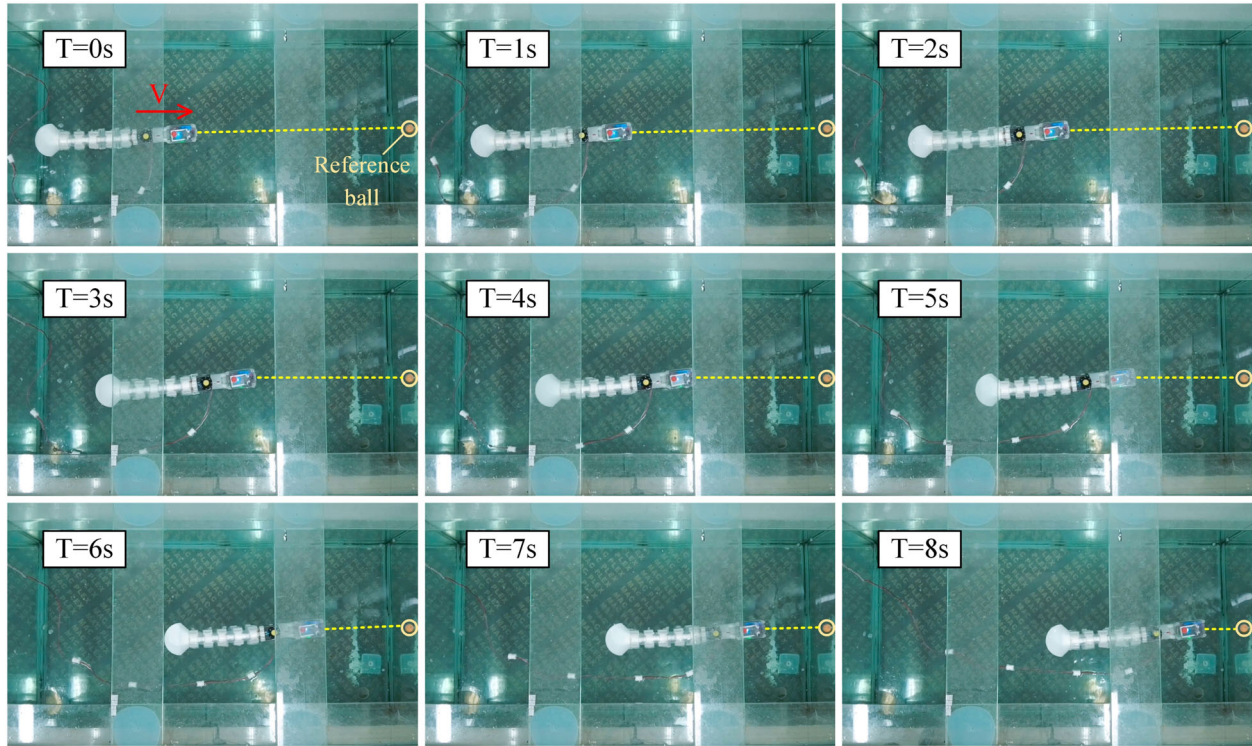 T=0s
V
Reference
ball
T=1s
T=2s
T=3s
T=4s
T=5s
T=6s
T=7s
T=8s